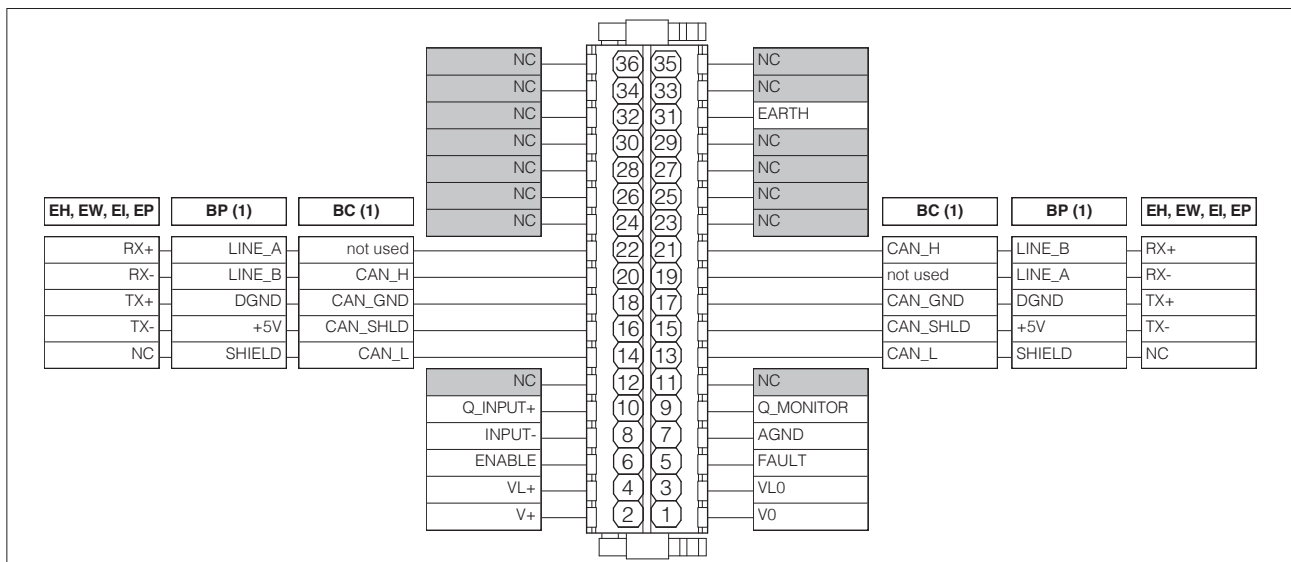 NC 36 35 NC
NC 34 33 NC
NC 32 31 EARTH
NC 30 29 NC
NC 28 27 NC
NC 26 25 NC
NC 24 23 NC
EH, EW, EI, EP BP (1) BC (1) BC (1) BP (1) EH, EW, EI, EP
RX+ LINE_A not used 22 21 CAN_H LINE_B RX+
RX- LINE_B CAN_H 20 19 not used LINE_A RX-
TX+ DGND CAN_GND 18 17 CAN_GND DGND TX+
TX- +5V CAN_SHLD 16 15 CAN_SHLD +5V TX-
NC SHIELD CAN_L 14 13 CAN_L SHIELD NC
NC 12 11 NC
Q_INPUT+ 10 9 Q_MONITOR
INPUT- 8 7 AGND
ENABLE 6 5 FAULT
VL+ 4 3 VL0
V+ 2 1 V0